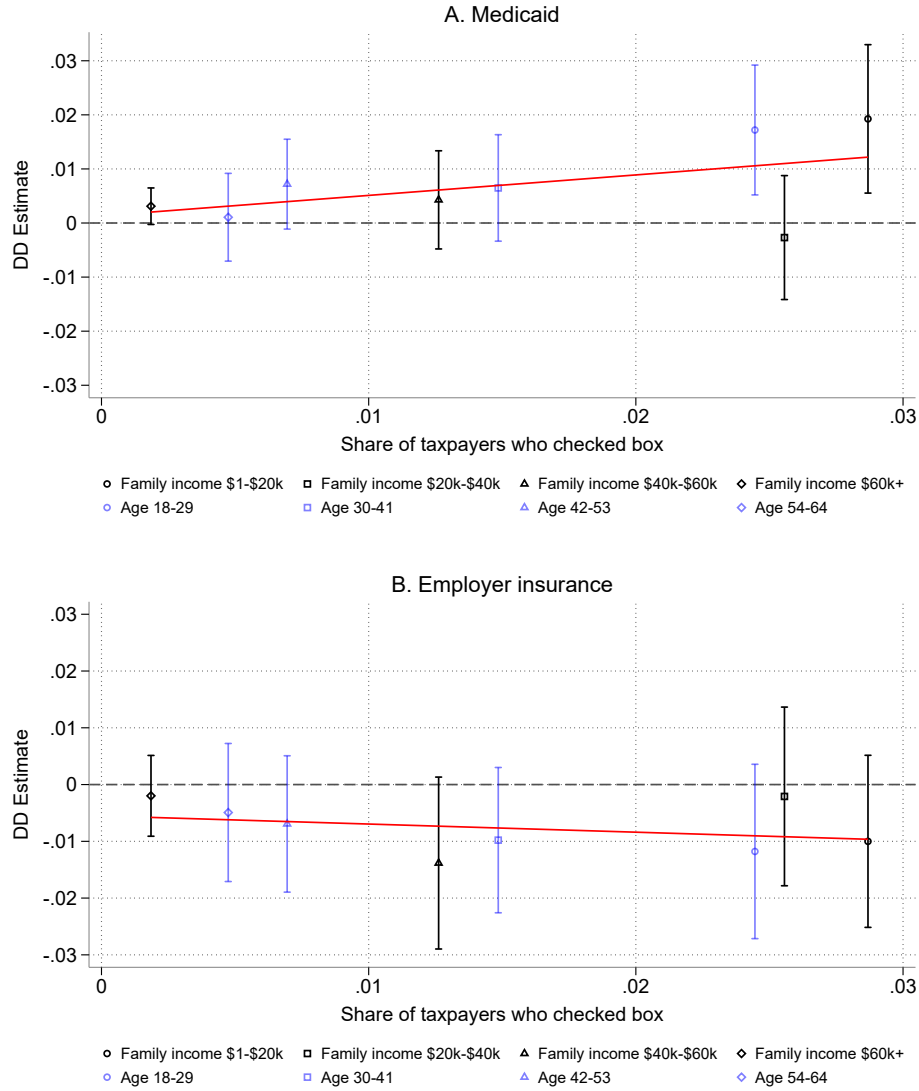 A. Medicaid
DD Estimate
.03
.02
.01
0
-.01
-.02
-.03
0 .01 .02 .03
Share of taxpayers who checked box
Family income $1-$20k Family income $20k-$40k Family income $40k-$60k Family income $60k+
Age 18-29 Age 30-41 Age 42-53 Age 54-64
B. Employer insurance
DD Estimate
.03
.02
.01
0
-.01
-.02
-.03
0 .01 .02 .03
Share of taxpayers who checked box
Family income $1-$20k Family income $20k-$40k Family income $40k-$60k Family income $60k+
Age 18-29 Age 30-41 Age 42-53 Age 54-64